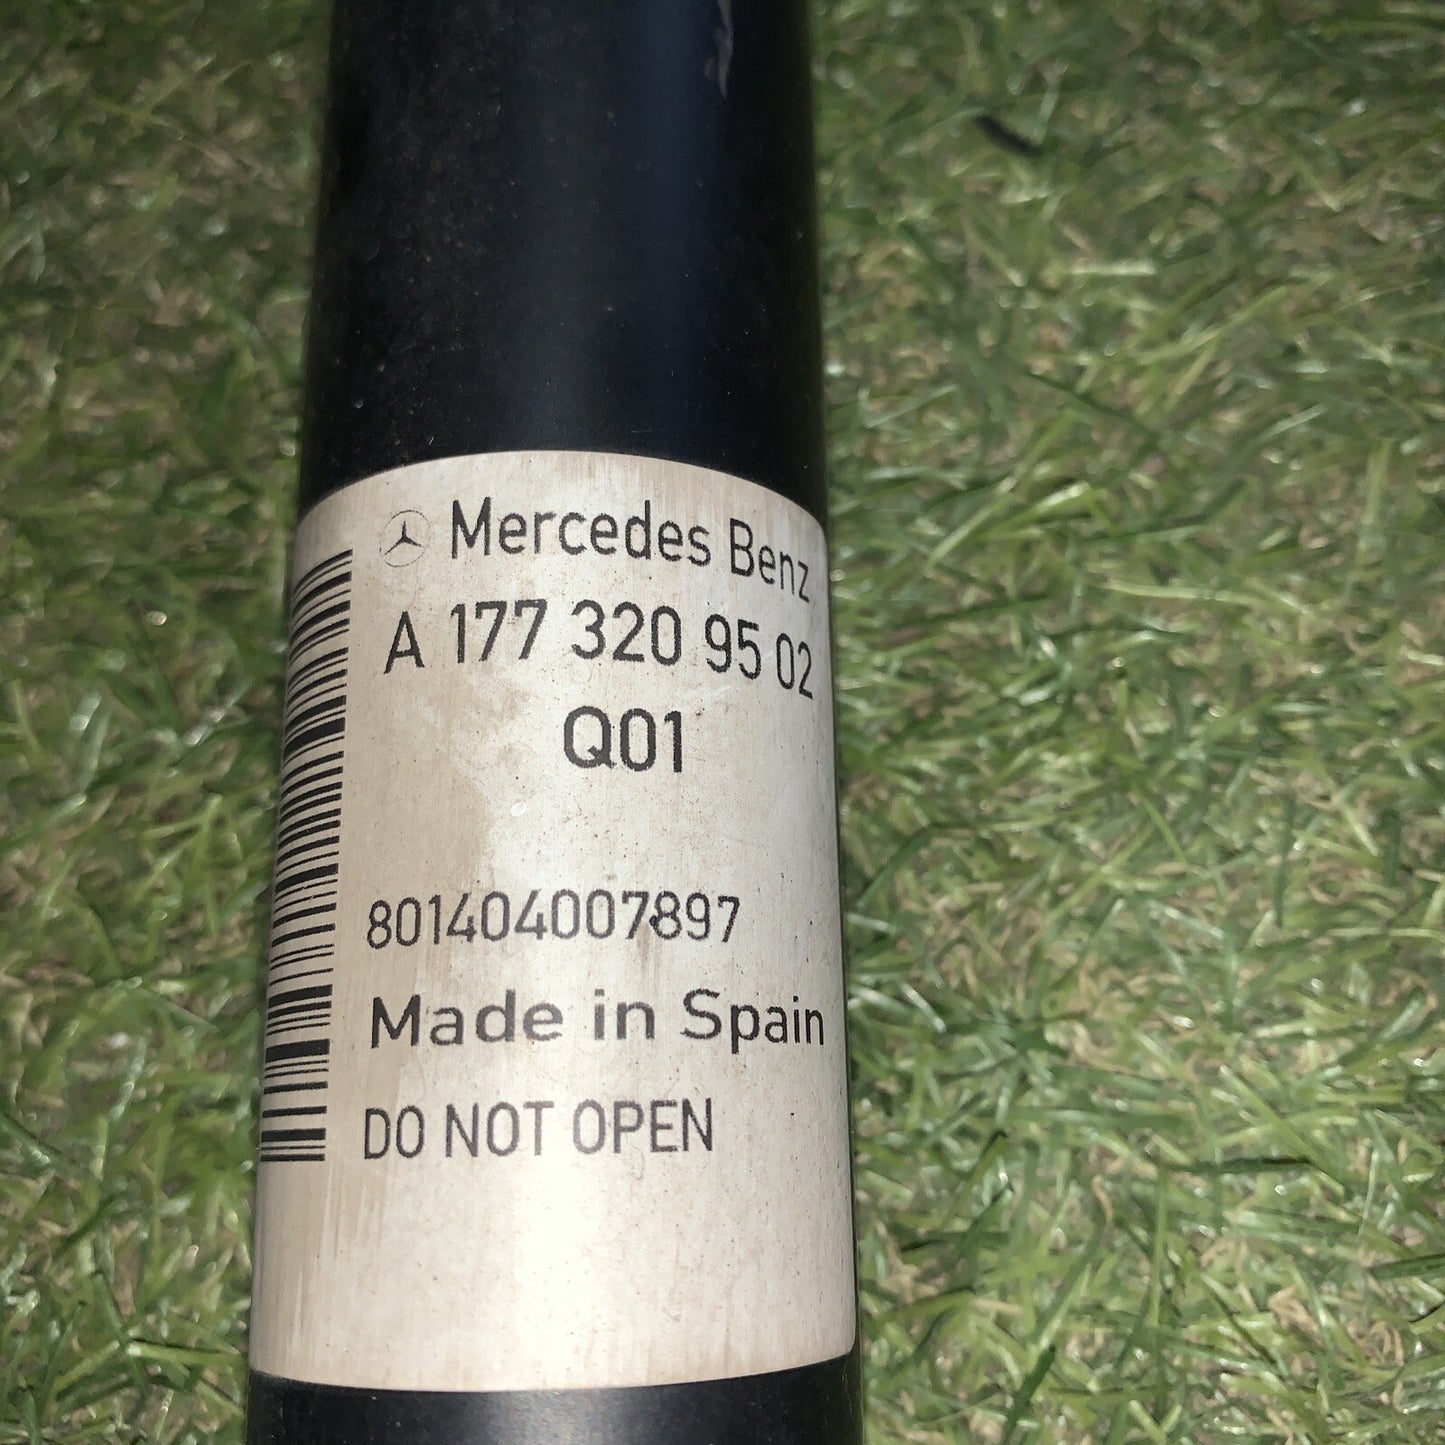 Mercedes Benz
A 177 320 95 02
Q01
801404007897
Made in Spain
DO NOT OPEN